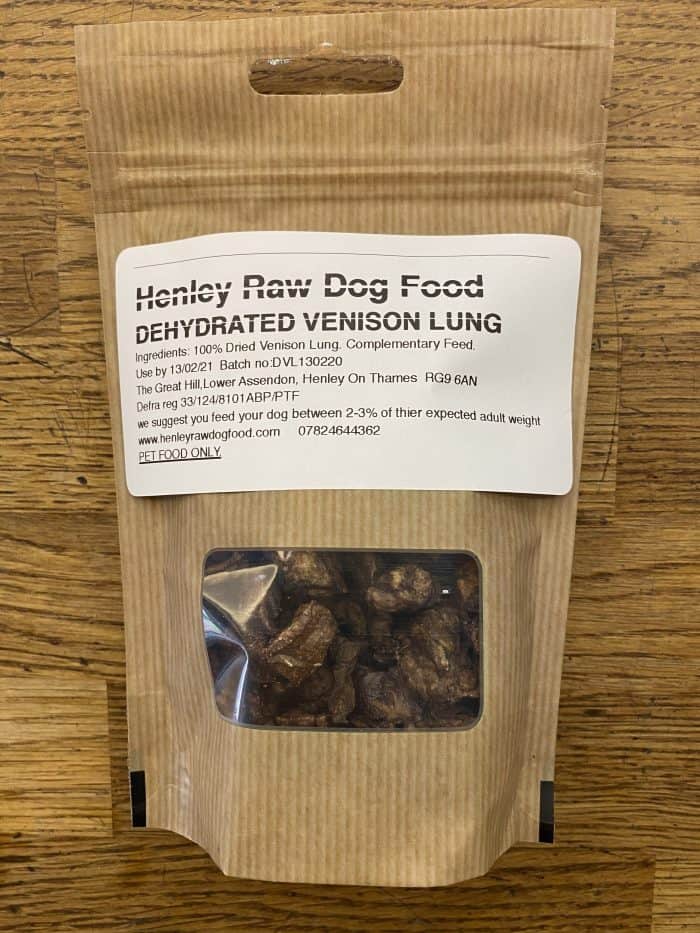 Henley Raw Dog Food
DEHYDRATED VENISON LUNG
Ingredients: 100% Dried Venison Lung. Complementary Feed.
Use by 13/02/21 Batch no:DVL130220
The Great Hill,Lower Assendon, Henley On Thames RG9 6AN
Defra reg 33/124/8101ABP/PTF
we suggest you feed your dog between 2-3% of thier expected adult weight
www.henleyrawdogfood.com 07824644362
PET FOOD ONLY.